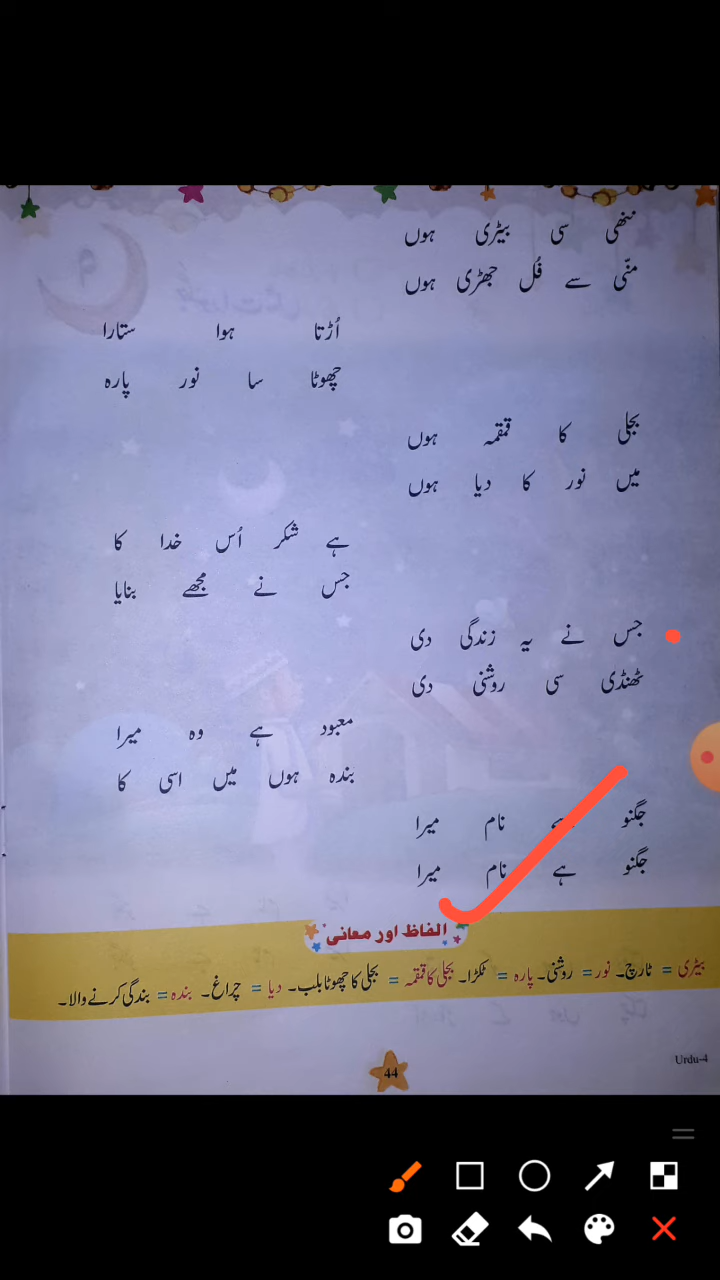 ننھی سی بیٹری ہوں
منّی سے پُھل جھڑی ہوں
اُڑتا ہوا ستارا
چھوٹا سا نور پارہ
بجلی کا قمقمہ ہوں
میں نور کا دیا ہوں
ہے شکر اُس خدا کا
جس نے مجھے بنایا
جس نے یہ زندگی دی
ٹھنڈی سی روشنی دی
معبود ہے وہ میرا
بندہ ہوں میں اسی کا
جگنو ہے نام میرا
جگنو ہے نام میرا
الفاظ اور معانی
بیٹری = ٹارچ۔ نور = روشنی۔ پارہ = ٹکڑا۔ بجلی کا قمقمہ = بجلی کا چھوٹا بلب۔ دیا = چراغ۔ بندہ = بندگی کرنے والا۔
Urdu-4
44